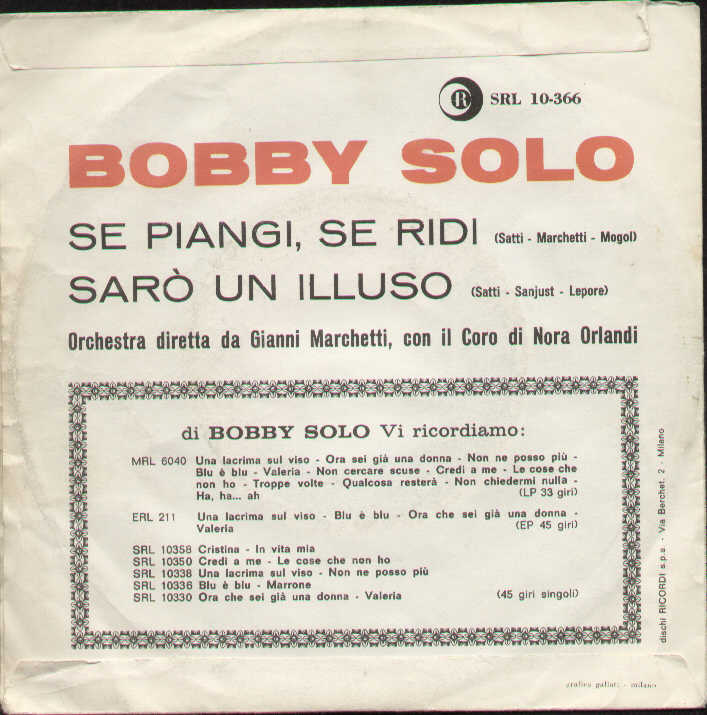 R SRL 10-366
BOBBY SOLO
SE PIANGI, SE RIDI (Satti - Marchetti - Mogol)
SARÒ UN ILLUSO (Satti - Sanjust - Lepore)
Orchestra diretta da Gianni Marchetti, con il Coro di Nora Orlandi
di BOBBY SOLO Vi ricordiamo:
MRL 6040 Una lacrima sul viso - Ora sei già una donna - Non ne posso più -
Blu è blu - Valeria - Non cercare scuse - Credi a me - Le cose che
non ho - Troppe volte - Qualcosa resterà - Non chiedermi nulla -
Ha, ha... ah (LP 33 giri)
ERL 211 Una lacrima sul viso - Blu è blu - Ora che sei già una donna -
Valeria (EP 45 giri)
SRL 10358 Cristina - In vita mia
SRL 10350 Credi a me - Le cose che non ho
SRL 10338 Una lacrima sul viso - Non ne posso più
SRL 10336 Blu è blu - Marrone
SRL 10330 Ora che sei già una donna - Valeria (45 giri singoli)
dischi RICORDI s.p.a. - Via Berchet, 2 - Milano
grafica - milano